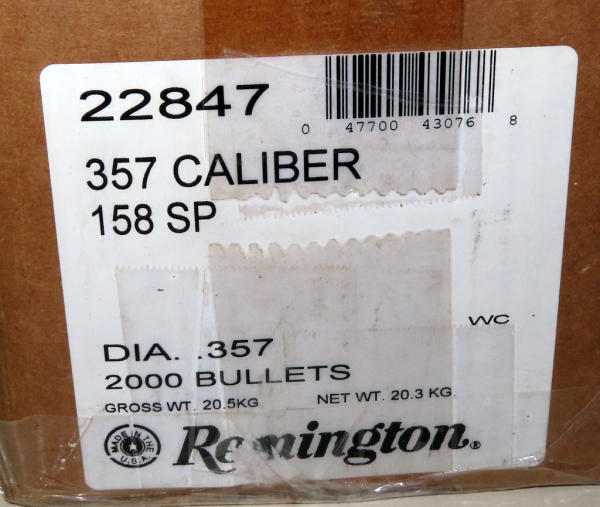 22847
0 47700 43076 8
357 CALIBER
158 SP
WC
DIA. .357
2000 BULLETS
GROSS WT. 20.5KG NET WT. 20.3 KG.
MADE IN THE U.S.A.
Remington®